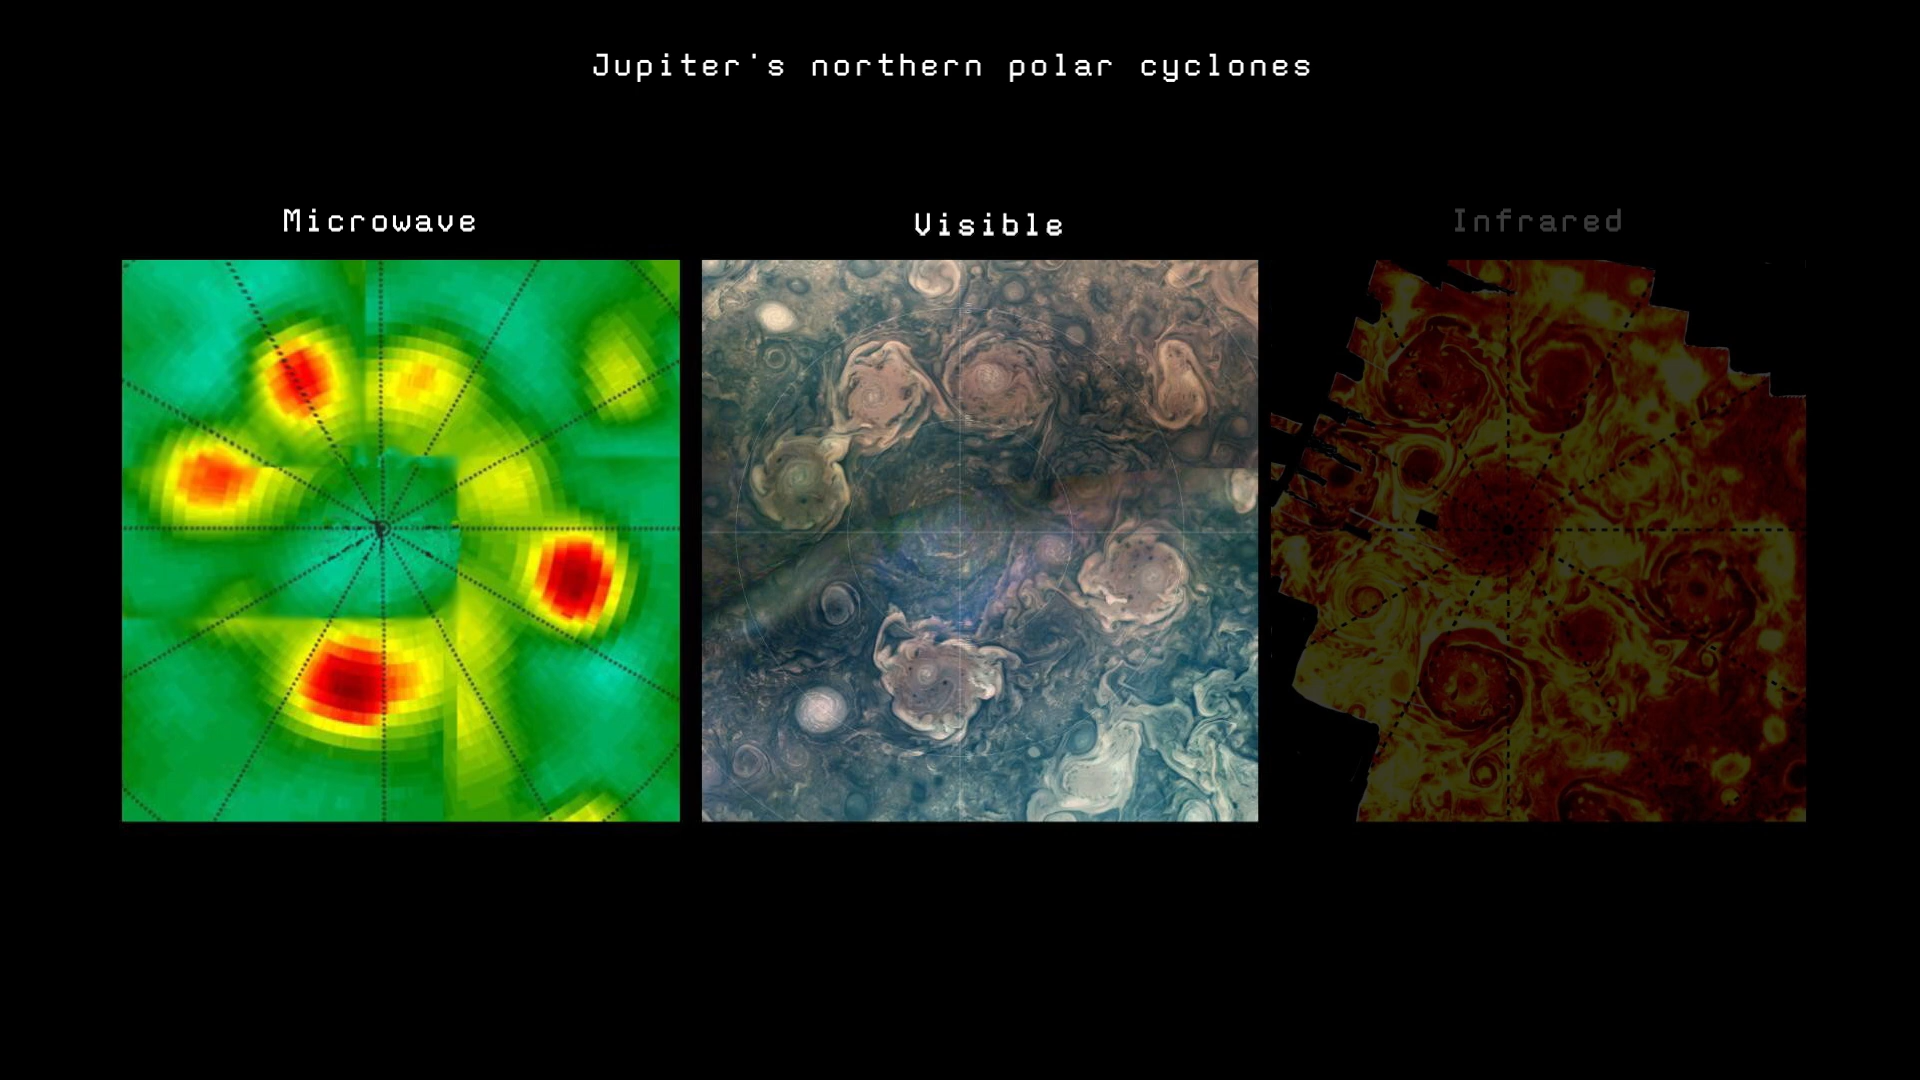 Jupiter's northern polar cyclones
Microwave
Visible
Infrared